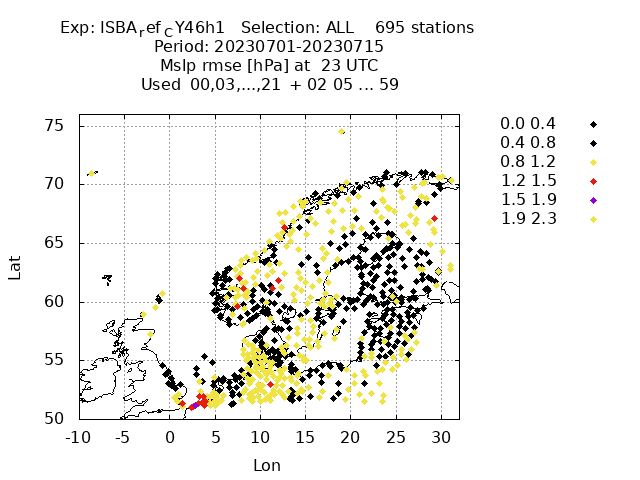 Exp: ISBArefCY46h1 Selection: ALL 695 stations
Period: 20230701-20230715
Mslp rmse [hPa] at 23 UTC
Used 00,03,...,21 + 02 05 ... 59
0.0 0.4
0.4 0.8
0.8 1.2
1.2 1.5
1.5 1.9
1.9 2.3
75
70
65
60
55
50
Lat
-10 -5 0 5 10 15 20 25 30
Lon